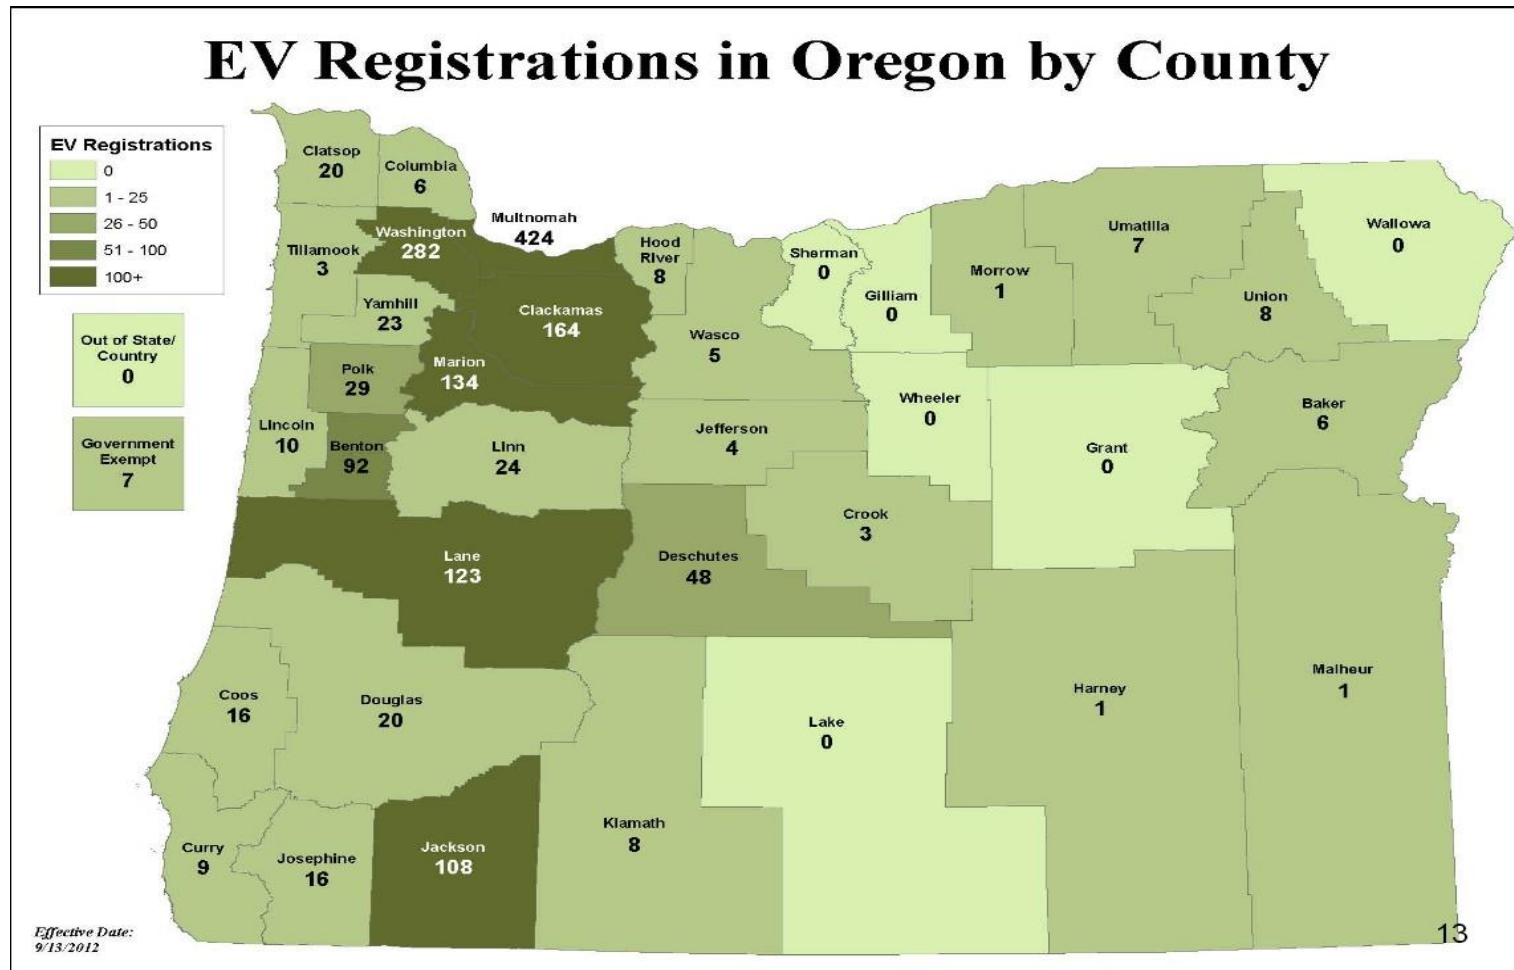 EV Registrations in Oregon by County
EV Registrations
0
1 - 25
26 - 50
51 - 100
100+
Out of State/
Country
0
Government
Exempt
7
Clatsop
20
Columbia
6
Washington
282
Multnomah
424
Tillamook
3
Yamhill
23
Clackamas
164
Hood
River
8
Sherman
0
Gilliam
0
Morrow
1
Umatilla
7
Wallowa
0
Union
8
Wasco
5
Marion
134
Polk
29
Lincoln
10
Benton
92
Linn
24
Jefferson
4
Wheeler
0
Grant
0
Baker
6
Lane
123
Deschutes
48
Crook
3
Coos
16
Douglas
20
Lake
0
Harney
1
Malheur
1
Curry
9
Josephine
16
Jackson
108
Klamath
8
Effective Date:
9/13/2012
13